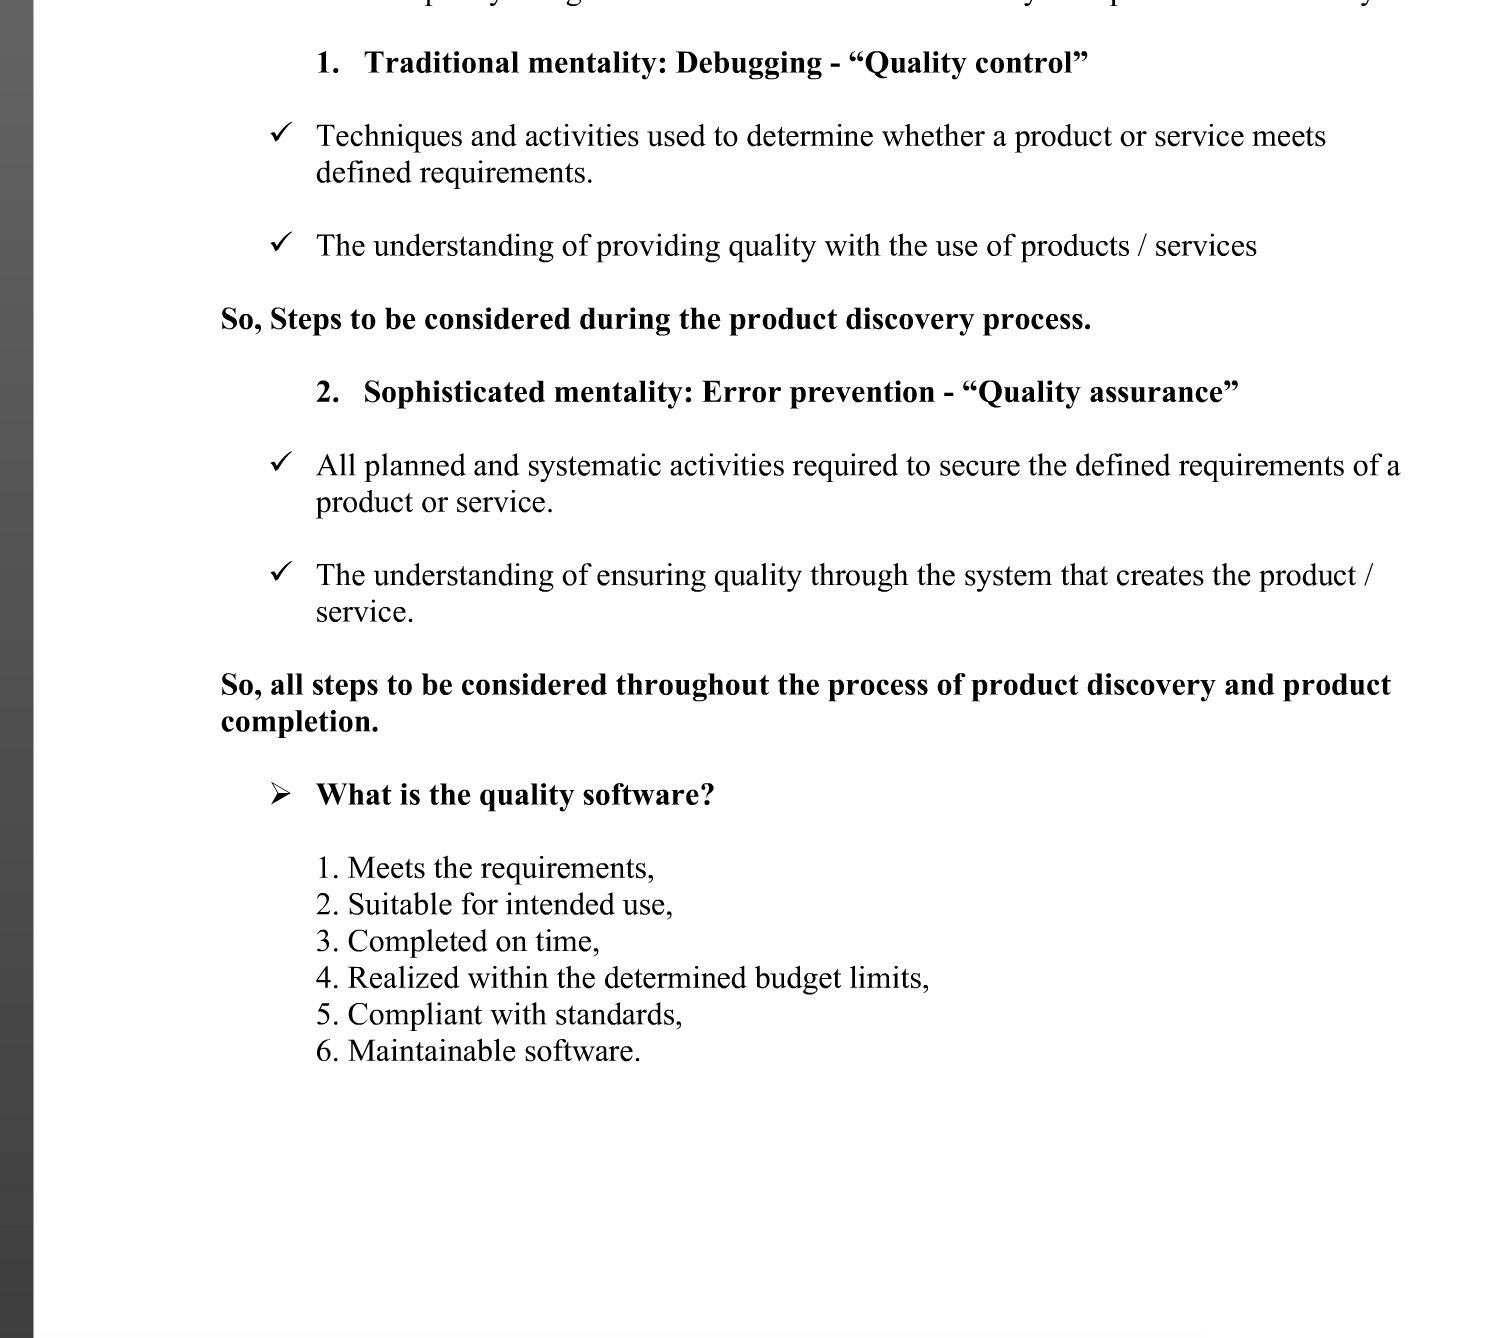 1. Traditional mentality: Debugging - “Quality control”
✓ Techniques and activities used to determine whether a product or service meets
defined requirements.
✓ The understanding of providing quality with the use of products / services
So, Steps to be considered during the product discovery process.
2. Sophisticated mentality: Error prevention - “Quality assurance”
✓ All planned and systematic activities required to secure the defined requirements of a
product or service.
✓ The understanding of ensuring quality through the system that creates the product /
service.
So, all steps to be considered throughout the process of product discovery and product
completion.
➢ What is the quality software?
1. Meets the requirements,
2. Suitable for intended use,
3. Completed on time,
4. Realized within the determined budget limits,
5. Compliant with standards,
6. Maintainable software.